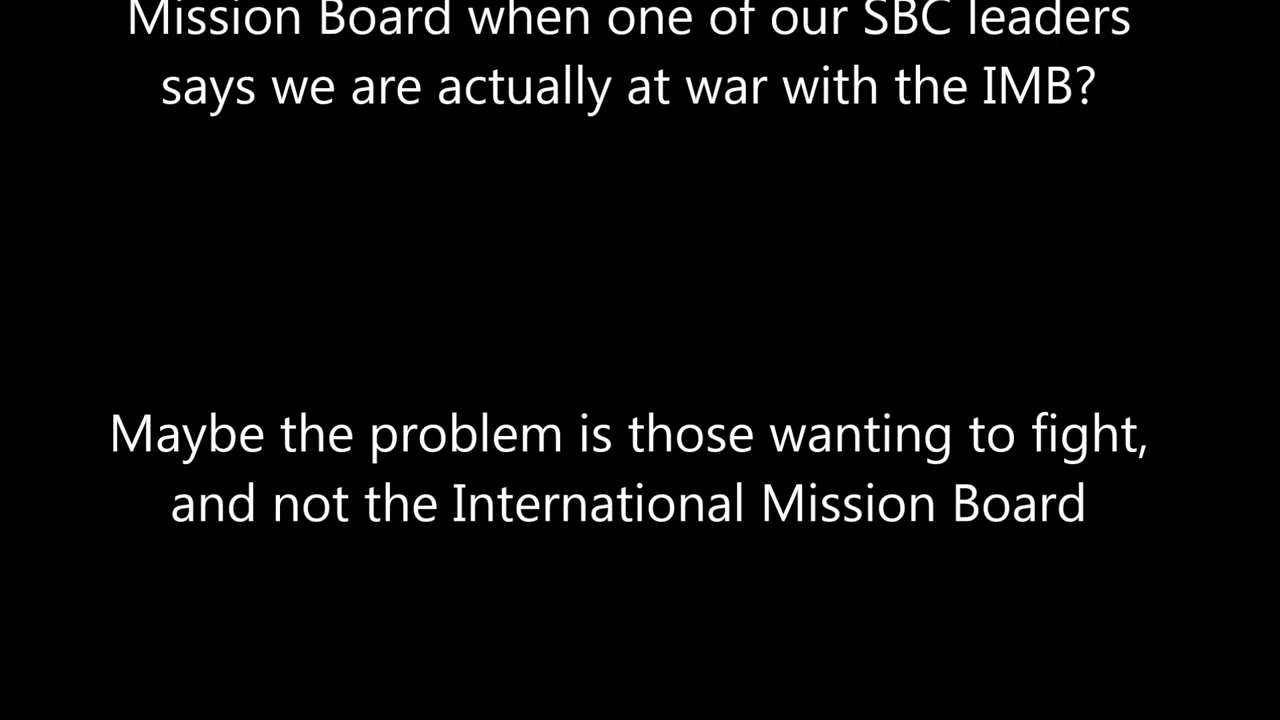 Mission Board when one of our SBC leaders
says we are actually at war with the IMB?
Maybe the problem is those wanting to fight,
and not the International Mission Board